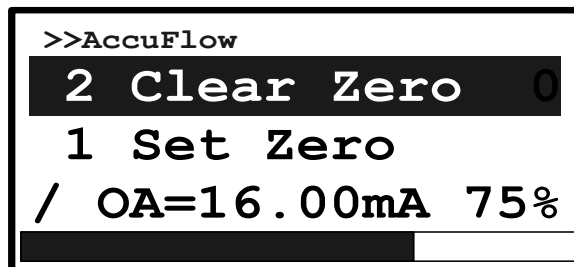 >>AccuFlow
2 Clear Zero 0
1 Set Zero
/ OA=16.00mA 75%